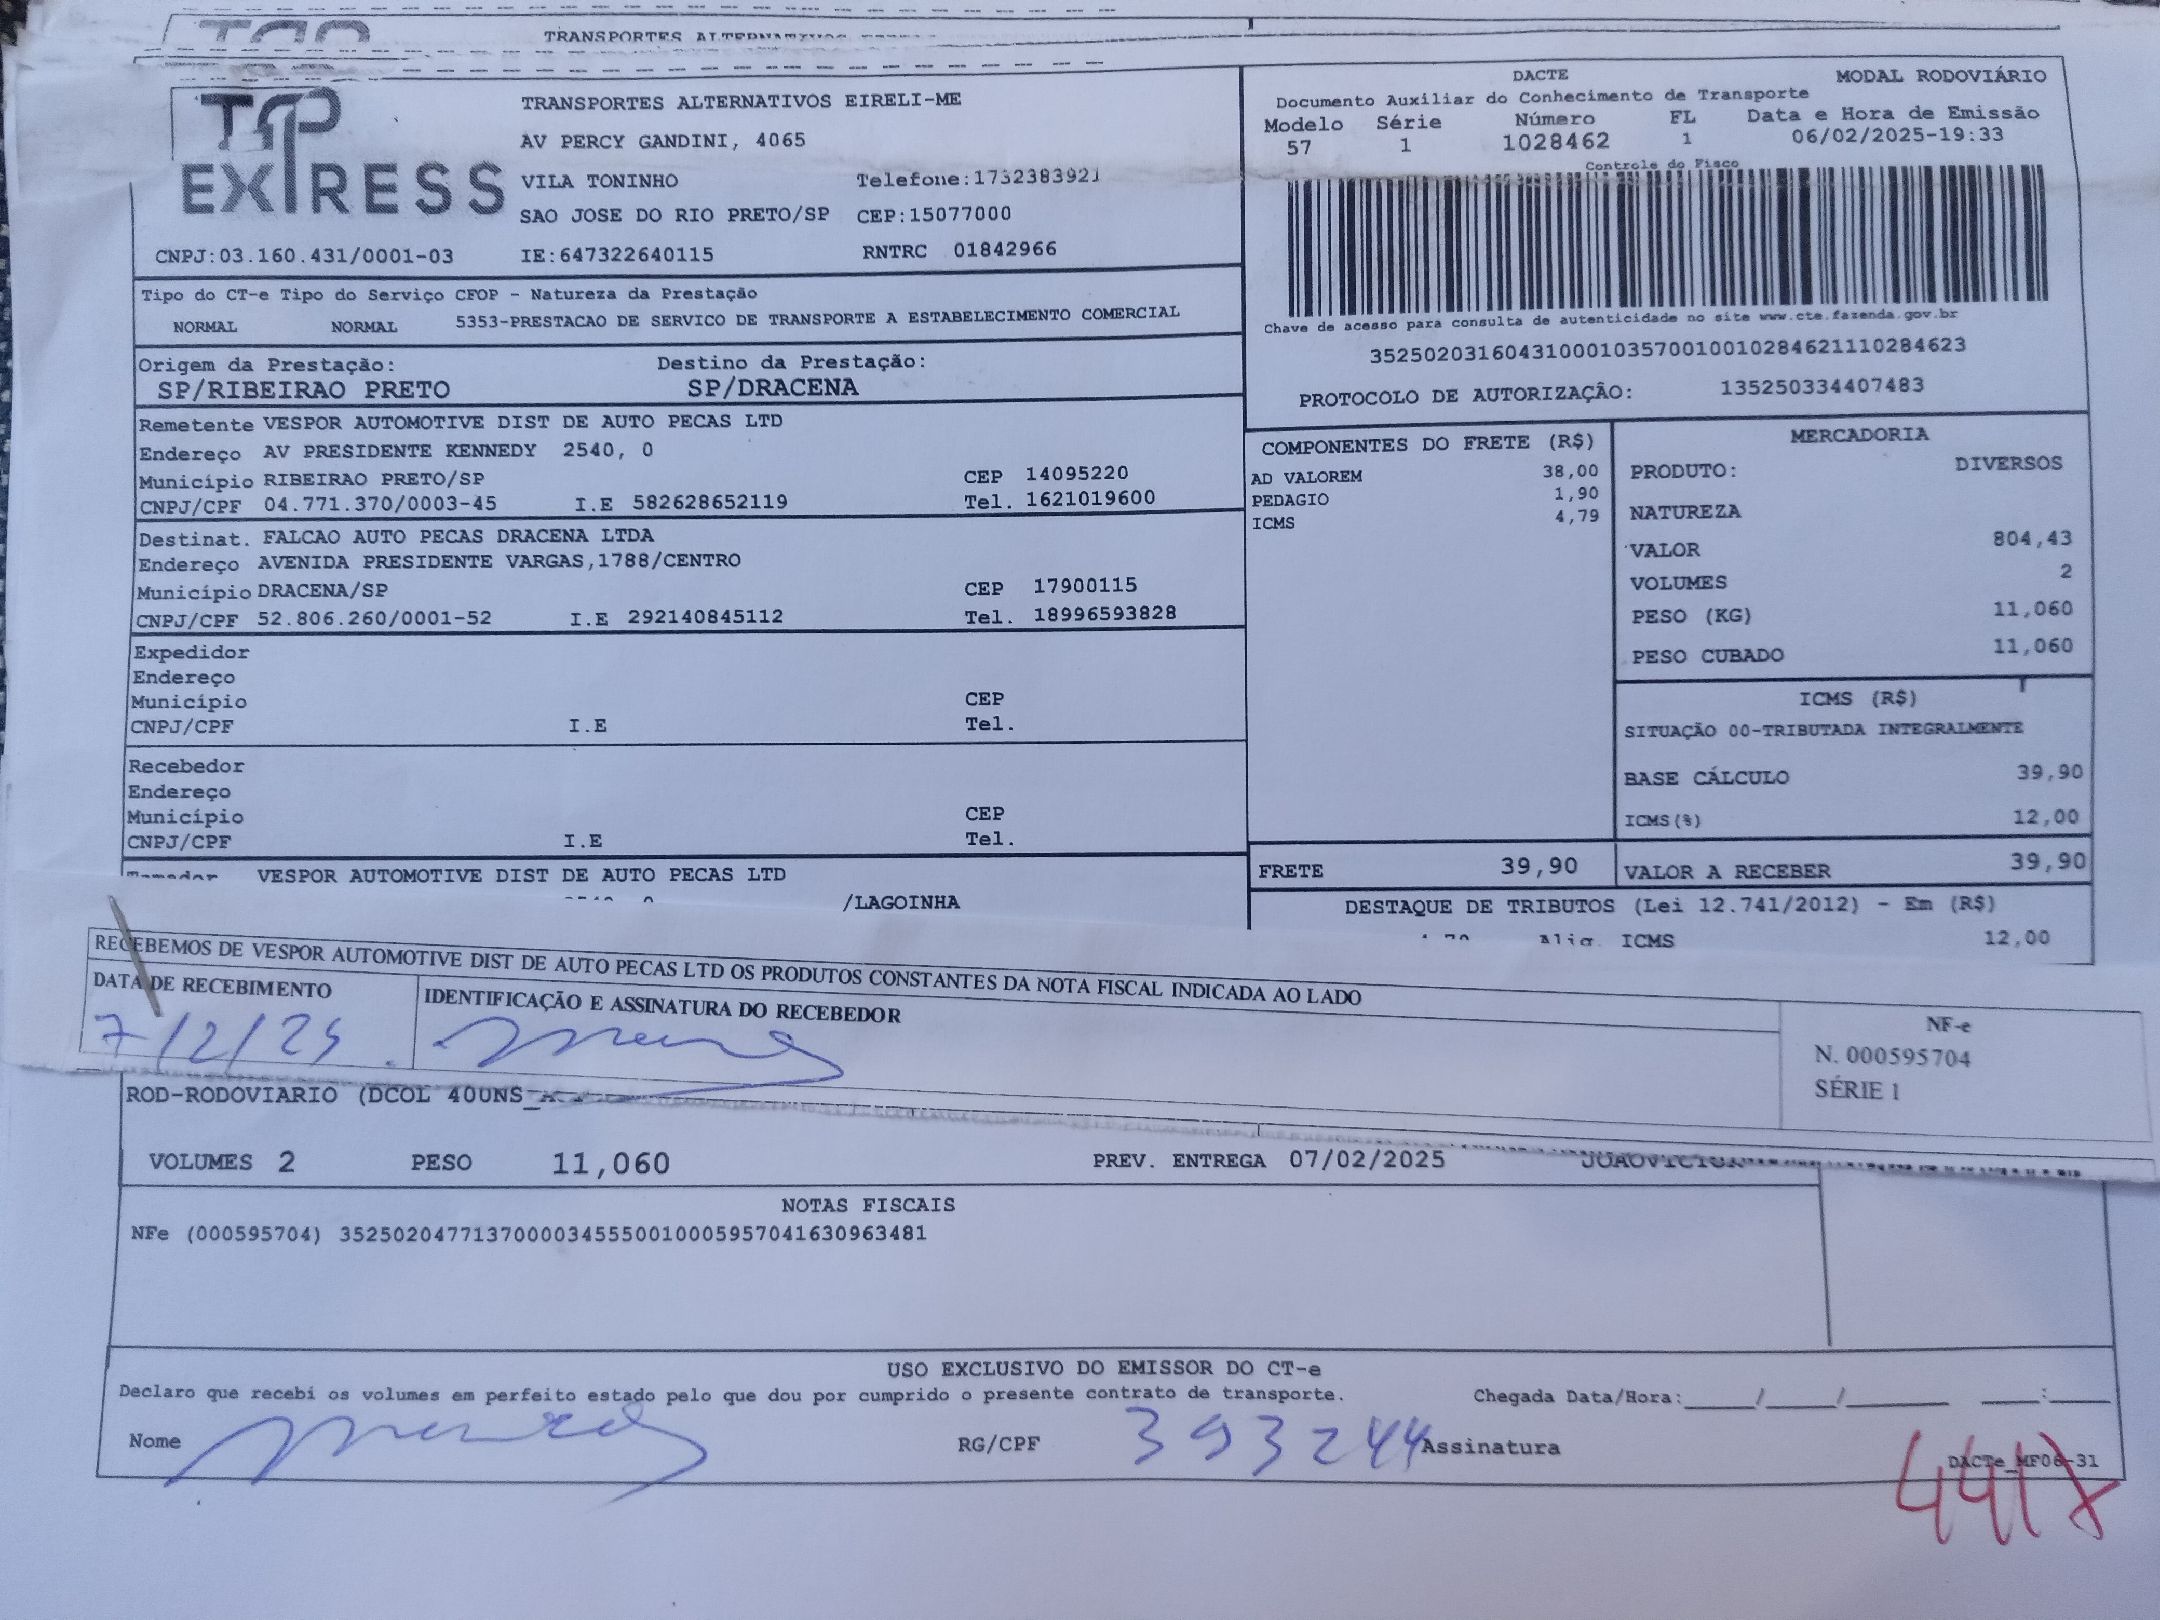 TRANSPORTES
TRANSPORTES ALTERNATIVOS EIRELI-ME
AV PERCY GANDINI, 4065
TOP EXPRESS
VILA TONINHO Telefone:1732383921
SAO JOSE DO RIO PRETO/SP CEP:15077000
CNPJ:03.160.431/0001-03 IE:647322640115 RNTRC 01842966
DACTE MODAL RODOVIÁRIO
Documento Auxiliar do Conhecimento de Transporte
Modelo Série Número FL Data e Hora de Emissão
57 1 1028462 1 06/02/2025-19:33
Controle do Fisco
Chave de acesso para consulta de autenticidade no site www.cte.fazenda.gov.br
35250203160431000103570010010284621110284623
PROTOCOLO DE AUTORIZAÇÃO: 135250334407483
Tipo do CT-e Tipo do Serviço CFOP - Natureza da Prestação
NORMAL NORMAL 5353-PRESTACAO DE SERVICO DE TRANSPORTE A ESTABELECIMENTO COMERCIAL
Origem da Prestação: Destino da Prestação:
SP/RIBEIRAO PRETO SP/DRACENA
Remetente VESPOR AUTOMOTIVE DIST DE AUTO PECAS LTD
Endereço AV PRESIDENTE KENNEDY 2540, 0
Município RIBEIRAO PRETO/SP CEP 14095220
CNPJ/CPF 04.771.370/0003-45 I.E 582628652119 Tel. 1621019600
Destinat. FALCAO AUTO PECAS DRACENA LTDA
Endereço AVENIDA PRESIDENTE VARGAS,1788/CENTRO
Município DRACENA/SP CEP 17900115
CNPJ/CPF 52.806.260/0001-52 I.E 292140845112 Tel. 18996593828
Expedidor
Endereço
Município CEP
CNPJ/CPF I.E Tel.
Recebedor
Endereço
Município CEP
CNPJ/CPF I.E Tel.
VESPOR AUTOMOTIVE DIST DE AUTO PECAS LTD
/LAGOINHA
COMPONENTES DO FRETE (R$)
AD VALOREM 38,00
PEDAGIO 1,90
ICMS 4,79
MERCADORIA
PRODUTO: DIVERSOS
NATUREZA
VALOR 804,43
VOLUMES 2
PESO (KG) 11,060
PESO CUBADO 11,060
ICMS (R$)
SITUAÇÃO 00-TRIBUTADA INTEGRALMENTE
BASE CÁLCULO 39,90
ICMS(%) 12,00
FRETE 39,90 VALOR A RECEBER 39,90
DESTAQUE DE TRIBUTOS (Lei 12.741/2012) - Em (R$)
Aliq. ICMS 12,00
RECEBEMOS DE VESPOR AUTOMOTIVE DIST DE AUTO PECAS LTD OS PRODUTOS CONSTANTES DA NOTA FISCAL INDICADA AO LADO
DATA DE RECEBIMENTO IDENTIFICAÇÃO E ASSINATURA DO RECEBEDOR
7/2/25
NF-e
N. 000595704
SÉRIE 1
ROD-RODOVIARIO (DCOL 40UNS_
VOLUMES 2 PESO 11,060 PREV. ENTREGA 07/02/2025
NOTAS FISCAIS
NFe (000595704) 35250204771370000345550010005957041630963481
USO EXCLUSIVO DO EMISSOR DO CT-e
Declaro que recebi os volumes em perfeito estado pelo que dou por cumprido o presente contrato de transporte. Chegada Data/Hora:_____/_____/_______ ____:____
Nome RG/CPF 393244 Assinatura
DACTe_MF06-31